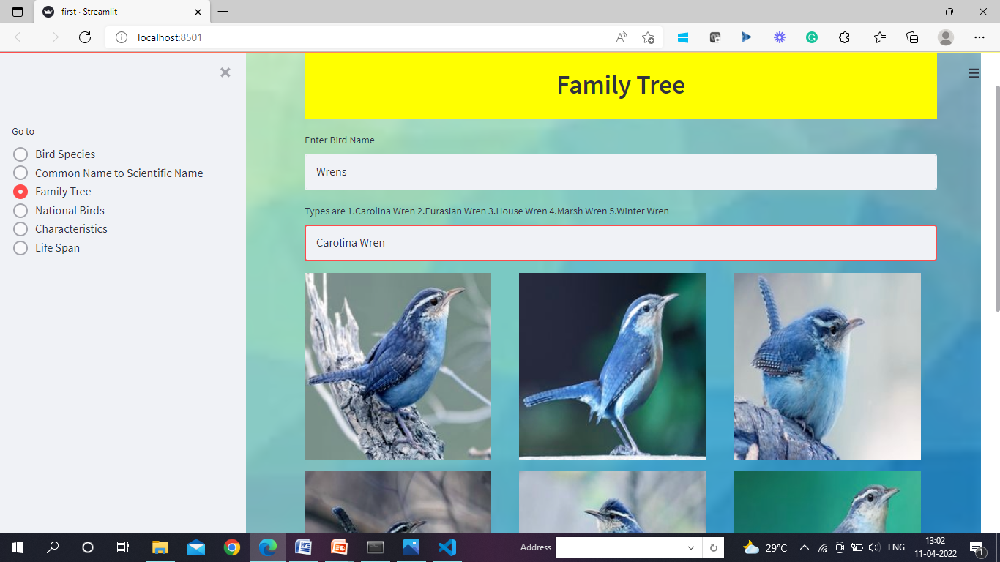 first · Streamlit
localhost:8501
Family Tree
Go to
Bird Species
Common Name to Scientific Name
Family Tree
National Birds
Characteristics
Life Span
Enter Bird Name
Wrens
Types are 1.Carolina Wren 2.Eurasian Wren 3.House Wren 4.Marsh Wren 5.Winter Wren
Carolina Wren
Address
29°C
ENG
13:02
11-04-2022
1